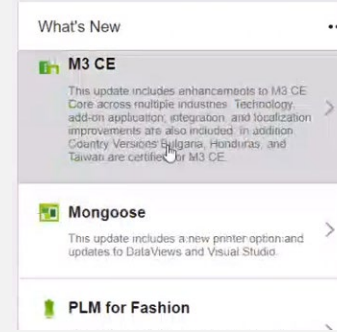 What's New
M3 CE
This update includes enhancements to M3 CE
Core across multiple industries. Technology,
add-on application, integration, and localization
improvements are also included. In addition
Country Versions Bulgaria, Honduras, and
Taiwan are certified for M3 CE.
Mongoose
This update includes a new printer option and
updates to DataViews and Visual Studio.
PLM for Fashion